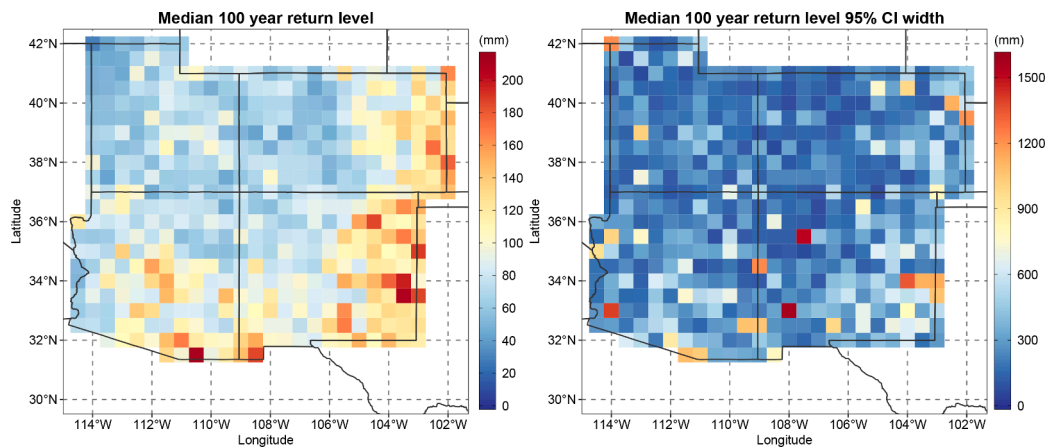 Median 100 year return level
Median 100 year return level 95% CI width
42°N
40°N
38°N
36°N
34°N
32°N
30°N
Latitude
114°W
112°W
110°W
108°W
106°W
104°W
102°W
Longitude
(mm)
200
180
160
140
120
100
80
60
40
20
0
42°N
40°N
38°N
36°N
34°N
32°N
30°N
Latitude
114°W
112°W
110°W
108°W
106°W
104°W
102°W
Longitude
(mm)
1500
1200
900
600
300
0